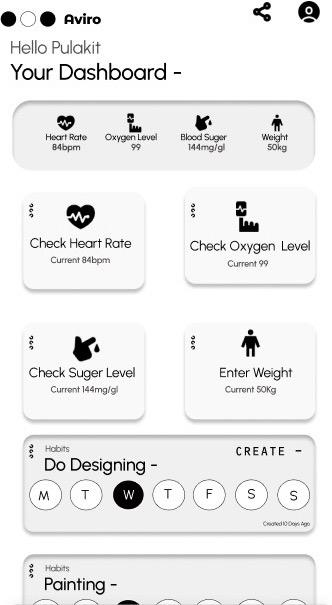 Aviro
Hello Pulakit
Your Dashboard -
Heart Rate
84bpm
Oxygen Level
99
Blood Suger
144mg/gl
Weight
50kg
Check Heart Rate
Current 84bpm
Check Oxygen Level
Current 99
Check Suger Level
Current 144mg/gl
Enter Weight
Current 50Kg
Habits
CREATE -
Do Designing -
M T W T F S S
Created 10 Days Ago
Habits
Painting -